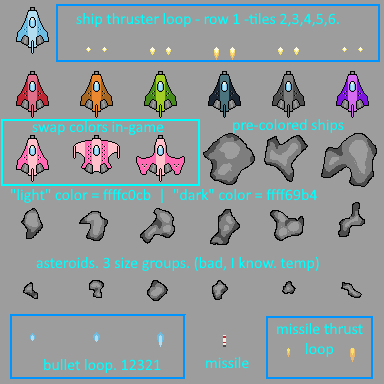 ship thruster loop - row 1 -tiles 2,3,4,5,6.
swap colors in-game
pre-colored ships
"light" color = ffffc0cb | "dark" color = ffff69b4
asteroids. 3 size groups. (bad, I know. temp)
missile thrust
loop
bullet loop. 12321
missile